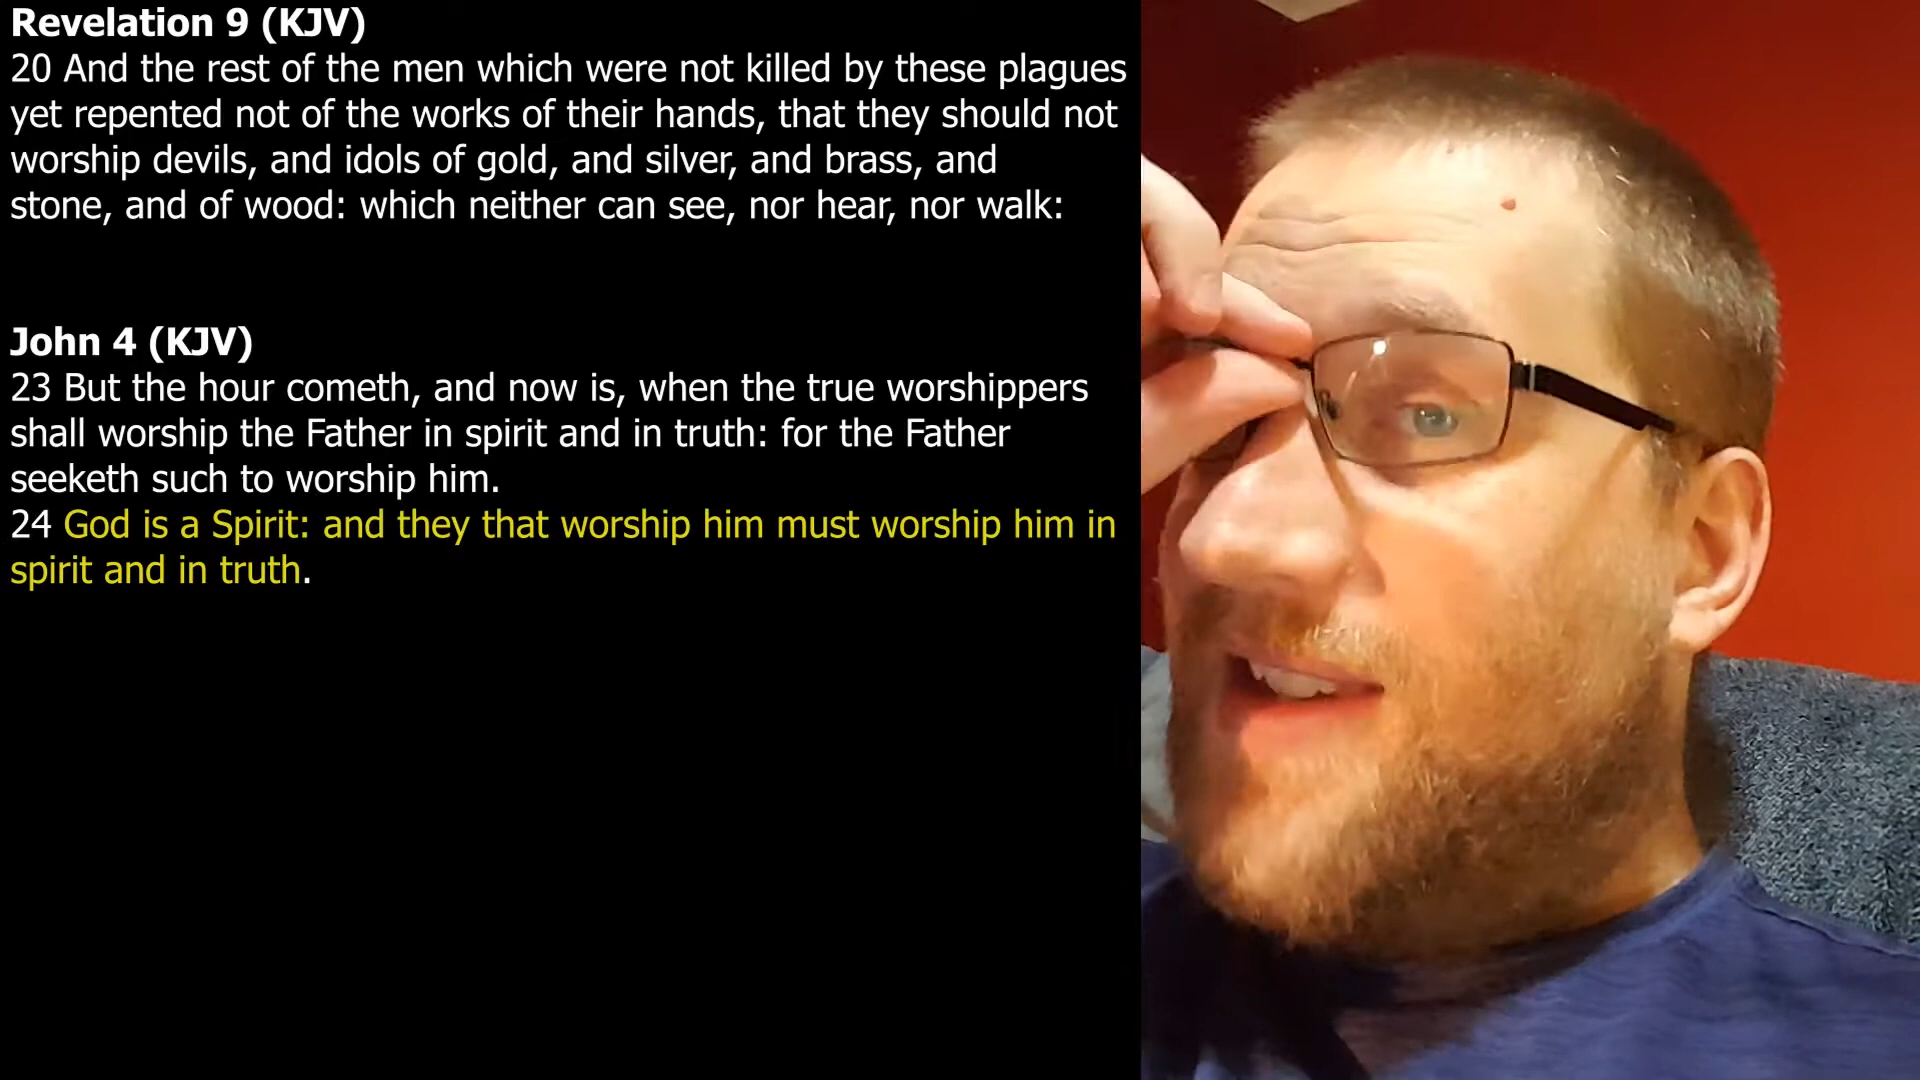 Revelation 9 (KJV)
20 And the rest of the men which were not killed by these plagues
yet repented not of the works of their hands, that they should not
worship devils, and idols of gold, and silver, and brass, and
stone, and of wood: which neither can see, nor hear, nor walk:
John 4 (KJV)
23 But the hour cometh, and now is, when the true worshippers
shall worship the Father in spirit and in truth: for the Father
seeketh such to worship him.
24 God is a Spirit: and they that worship him must worship him in
spirit and in truth.